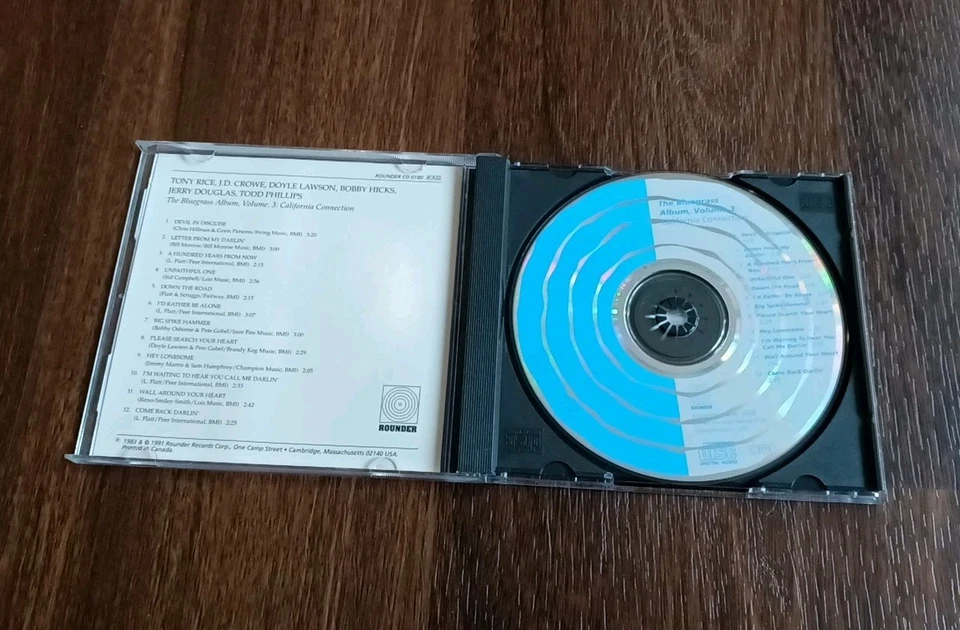 ROUNDER CD 0180
TONY RICE, J.D. CROWE, DOYLE LAWSON, BOBBY HICKS,
JERRY DOUGLAS, TODD PHILLIPS
The Bluegrass Album, Volume. 3: California Connection
1. DEVIL IN DISGUISE
(Chris Hillman & Gram Parsons/Irving Music, BMI) 3:20
2. LETTER FROM MY DARLIN'
(Bill Monroe/Bill Monroe Music, BMI) 3:00
3. A HUNDRED YEARS FROM NOW
(L. Flatt/Peer International, BMI) 2:15
4. UNFAITHFUL ONE
(Sid Campbell/Lois Music, BMI) 2:56
5. DOWN THE ROAD
(Flatt & Scruggs/Fairway, BMI) 2:15
6. I'D RATHER BE ALONE
(L. Flatt/Peer International, BMI) 3:07
7. BIG SPIKE HAMMER
(Bobby Osborne & Pete Gobel/Sure Fire Music, BMI) 3:00
8. PLEASE SEARCH YOUR HEART
(Doyle Lawson & Pete Gobel/Brandy Keg Music, BMI) 2:29
9. HEY LONESOME
(Jimmy Martin & Sam Humphrey/Champion Music, BMI) 2:05
10. I'M WAITING TO HEAR YOU CALL ME DARLIN'
(L. Flatt/Peer International, BMI) 2:33
11. WALL AROUND YOUR HEART
(Reno-Smiley-Smith/Lois Music, BMI) 2:42
12. COME BACK DARLIN'
(L. Flatt/Peer International, BMI) 2:25
ROUNDER
℗ 1983 & © 1991 Rounder Records Corp., One Camp Street • Cambridge, Massachusetts 02140 USA.
Printed in Canada.
The Bluegrass
Album, Volume 3
California Connection
Devil In Disguise
Letter From My
Darlin'
A Hundred Years From
Now
Unfaithful One
Down The Road
I'd Rather Be Alone
Big Spike Hammer
Please Search Your Heart
Hey Lonesome
I'm Waiting To Hear You
Call Me Darlin'
Wall Around Your Heart
12. Come Back Darlin'
ROUNDER
disc
DIGITAL AUDIO